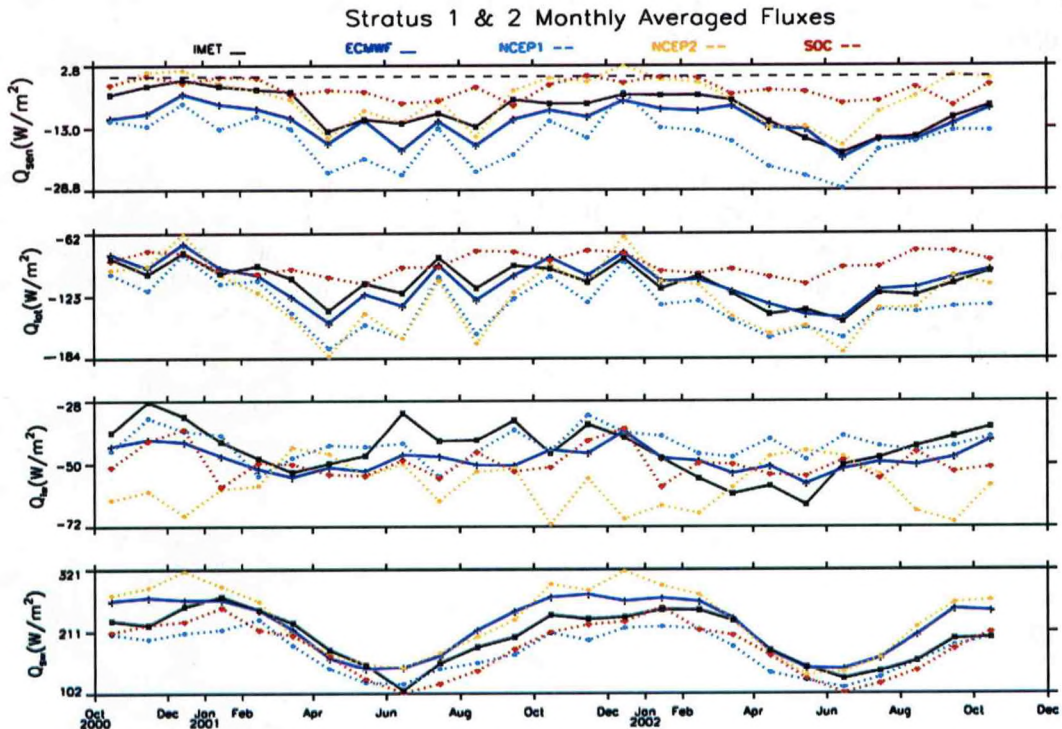 Stratus 1 & 2 Monthly Averaged Fluxes
IMET ECMWF NCEP1 NCEP2 SOC
2.8
-13.0
-28.8
Qsen(W/m²)
-62
-123
-184
Qlat(W/m²)
-28
-50
-72
Qlw(W/m²)
321
211
102
Qsw(W/m²)
Oct Dec Jan Feb Apr Jun Aug Oct Dec Jan Feb Apr Jun Aug Oct Dec
2000 2001 2002